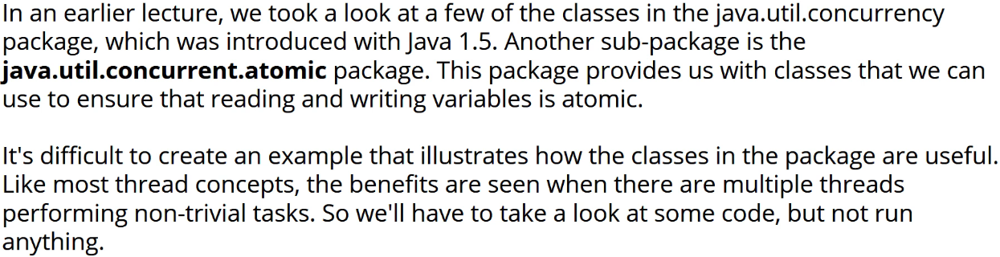 In an earlier lecture, we took a look at a few of the classes in the java.util.concurrency
package, which was introduced with Java 1.5. Another sub-package is the
java.util.concurrent.atomic package. This package provides us with classes that we can
use to ensure that reading and writing variables is atomic.
It's difficult to create an example that illustrates how the classes in the package are useful.
Like most thread concepts, the benefits are seen when there are multiple threads
performing non-trivial tasks. So we'll have to take a look at some code, but not run
anything.